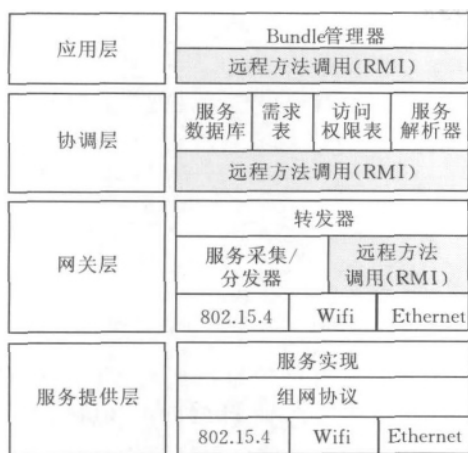 应用层
Bundle管理器
远程方法调用(RMI)
协调层
服务
数据库
需求
表
访问
权限表
服务
解析器
远程方法调用(RMI)
网关层
转发器
服务采集/
分发器
远程方法
调用(RMI)
802.15.4
Wifi
Ethernet
服务提供层
服务实现
组网协议
802.15.4
Wifi
Ethernet